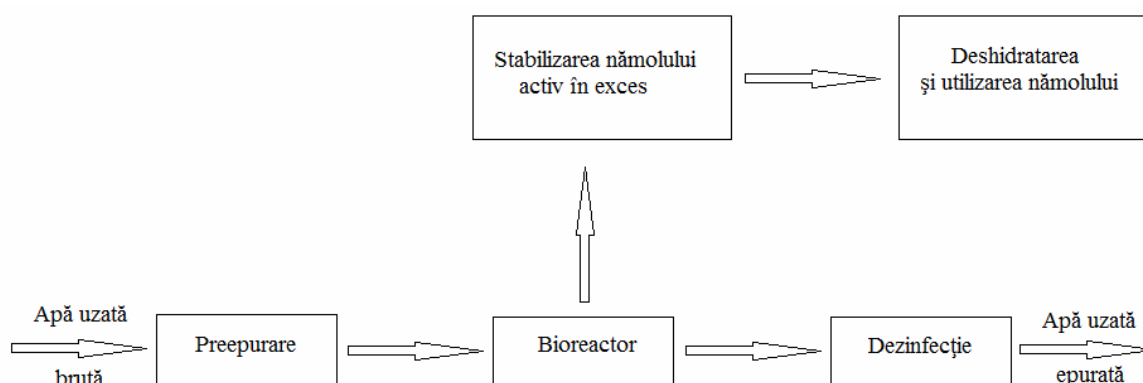 Stabilizarea nămolului
activ în exces
Deshidratarea
şi utilizarea nămolului
Apă uzată
brută
Preepurare
Bioreactor
Dezinfecţie
Apă uzată
epurată